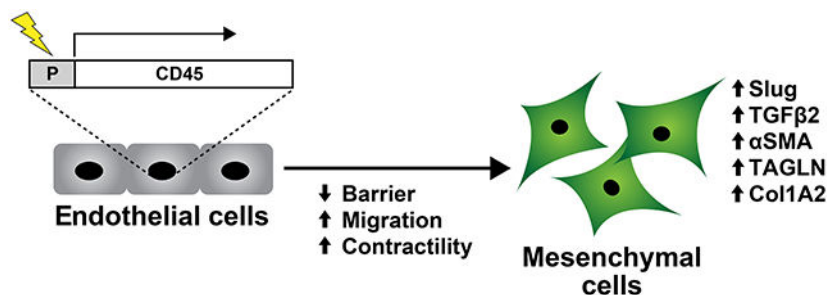 P CD45
Endothelial cells
↓ Barrier
↑ Migration
↑ Contractility
Mesenchymal
cells
↑ Slug
↑ TGFβ2
↑ αSMA
↑ TAGLN
↑ Col1A2